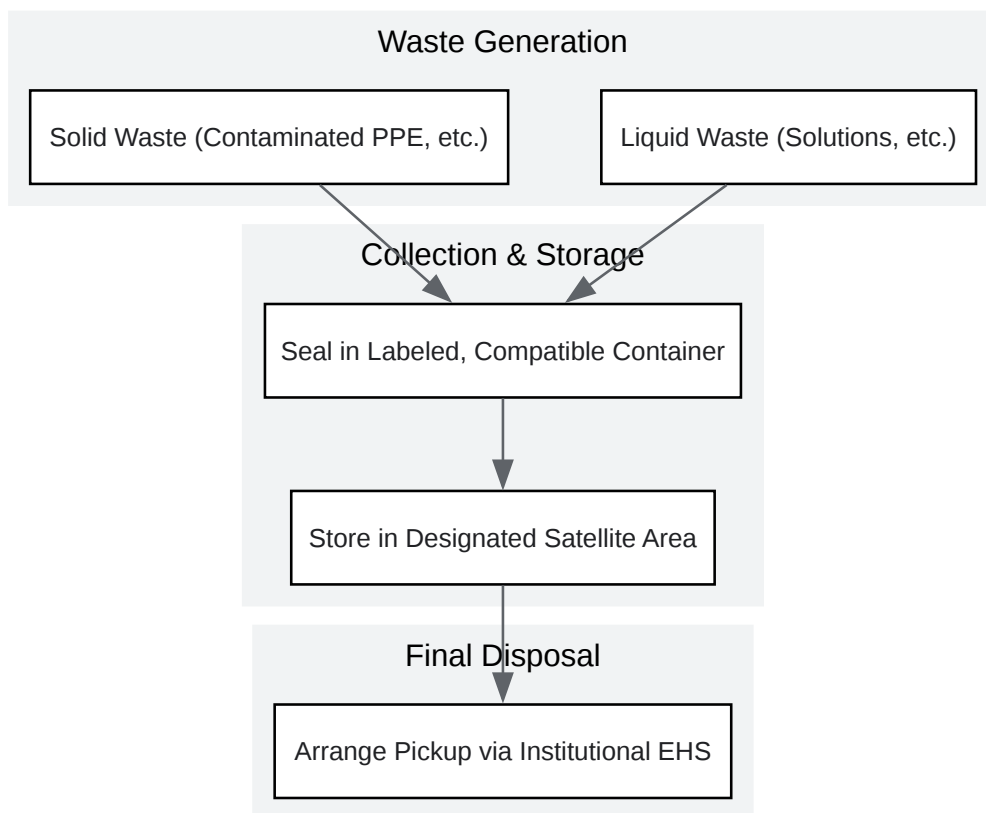 Waste Generation
Solid Waste (Contaminated PPE, etc.)
Liquid Waste (Solutions, etc.)
Collection & Storage
Seal in Labeled, Compatible Container
Store in Designated Satellite Area
Final Disposal
Arrange Pickup via Institutional EHS